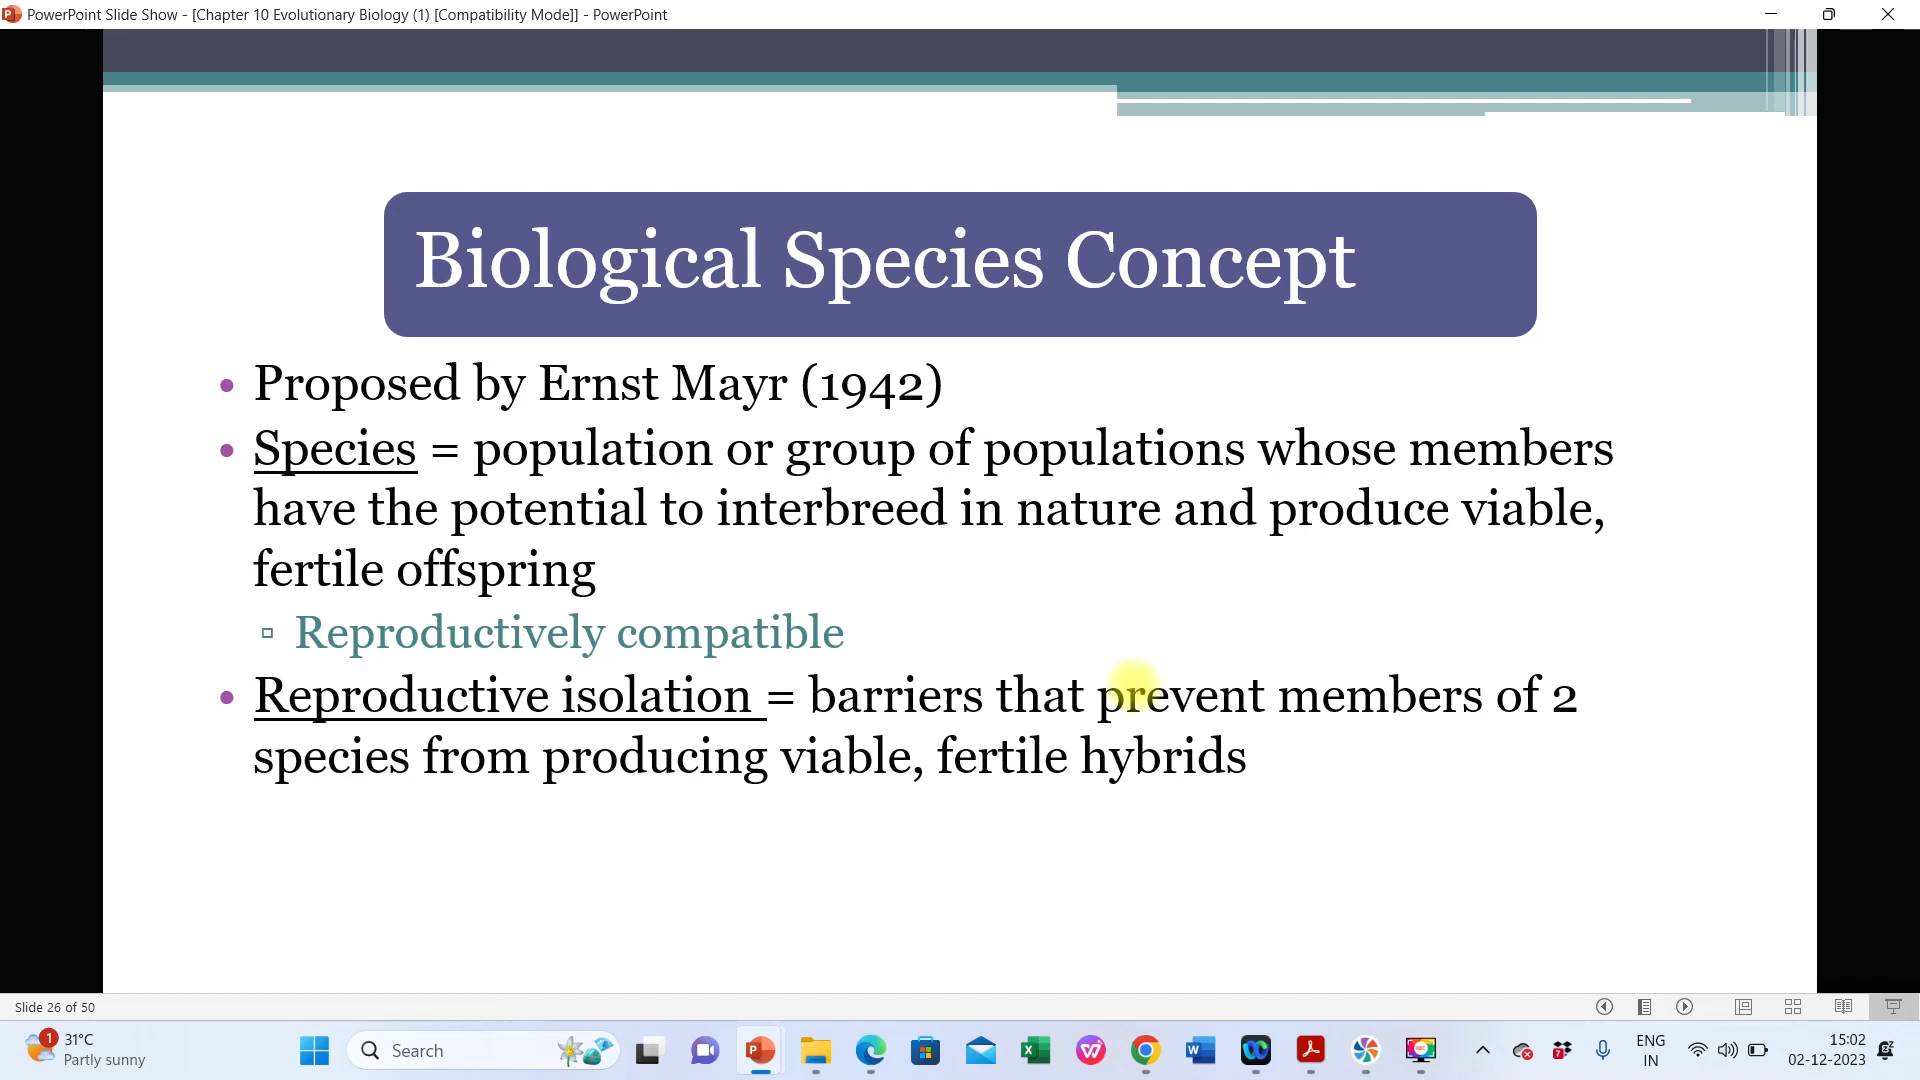 PowerPoint Slide Show - [Chapter 10 Evolutionary Biology (1) [Compatibility Mode]] - PowerPoint
Biological Species Concept
• Proposed by Ernst Mayr (1942)
• Species = population or group of populations whose members
have the potential to interbreed in nature and produce viable,
fertile offspring
▫ Reproductively compatible
• Reproductive isolation = barriers that prevent members of 2
species from producing viable, fertile hybrids
Slide 26 of 50
1
31°C
Partly sunny
Search
7
ENG
IN
15:02
02-12-2023